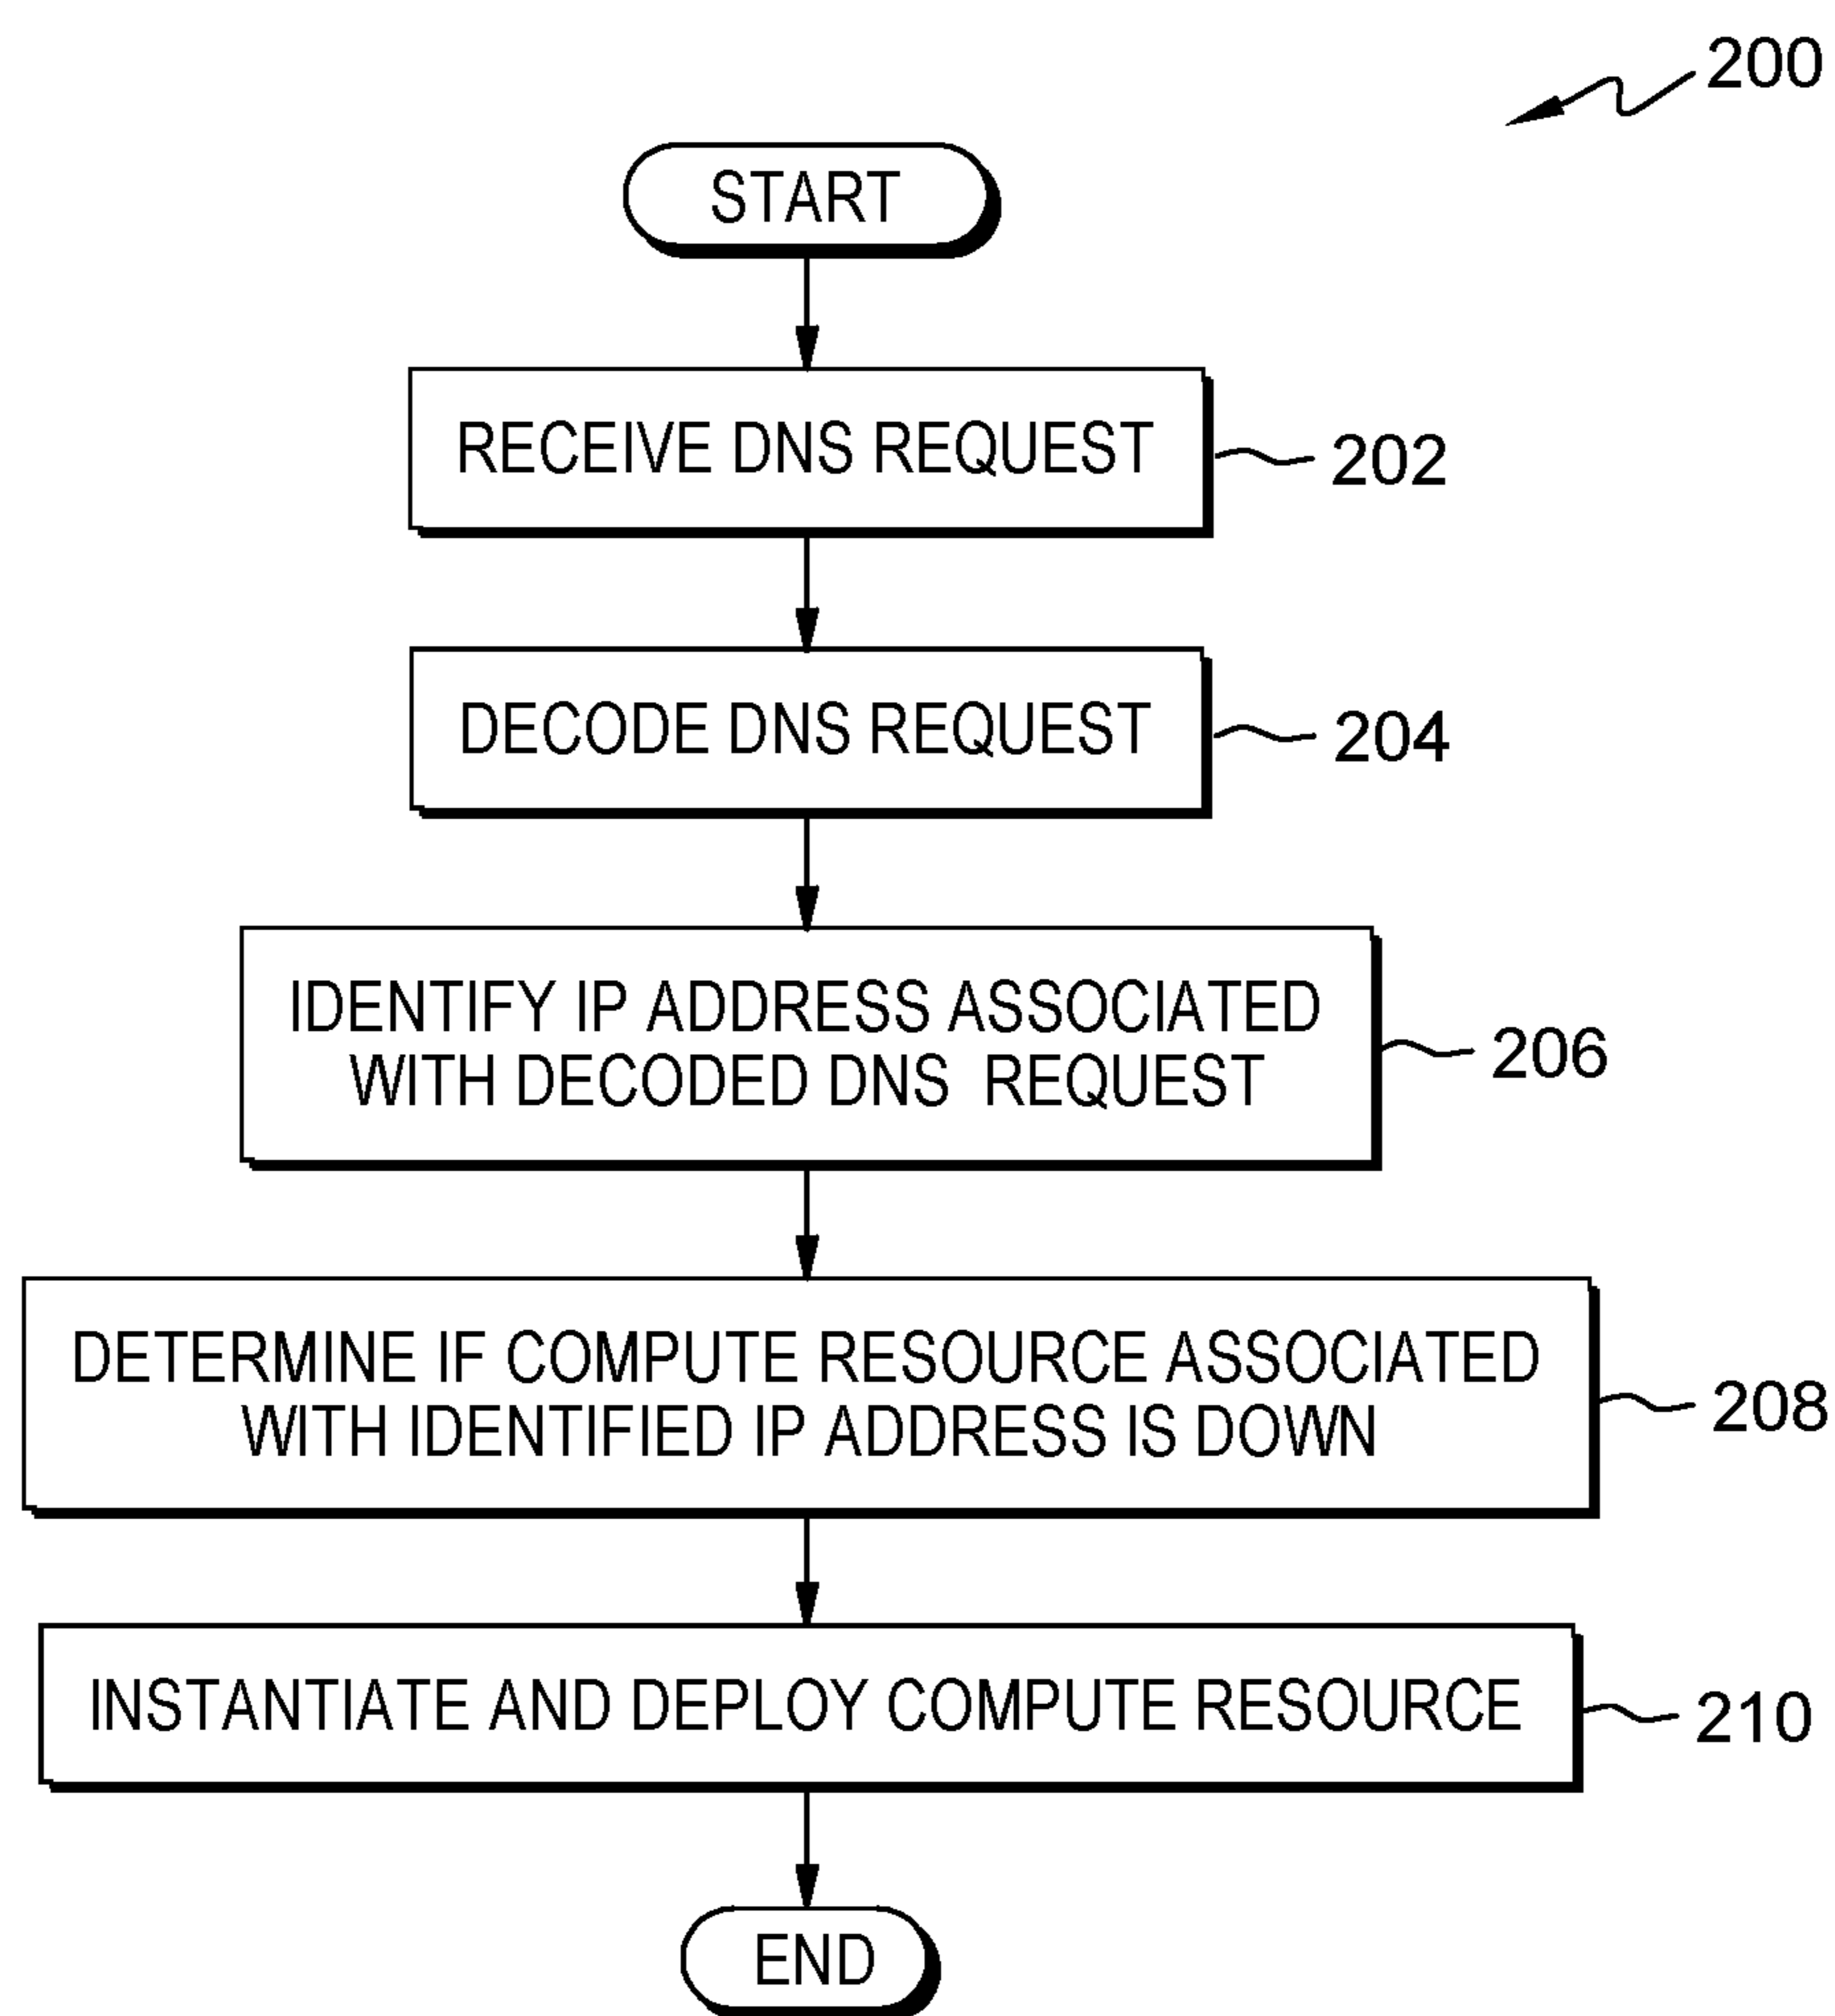 200
START
RECEIVE DNS REQUEST
202
DECODE DNS REQUEST
204
IDENTIFY IP ADDRESS ASSOCIATED
WITH DECODED DNS REQUEST
206
DETERMINE IF COMPUTE RESOURCE ASSOCIATED
WITH IDENTIFIED IP ADDRESS IS DOWN
208
INSTANTIATE AND DEPLOY COMPUTE RESOURCE
210
END